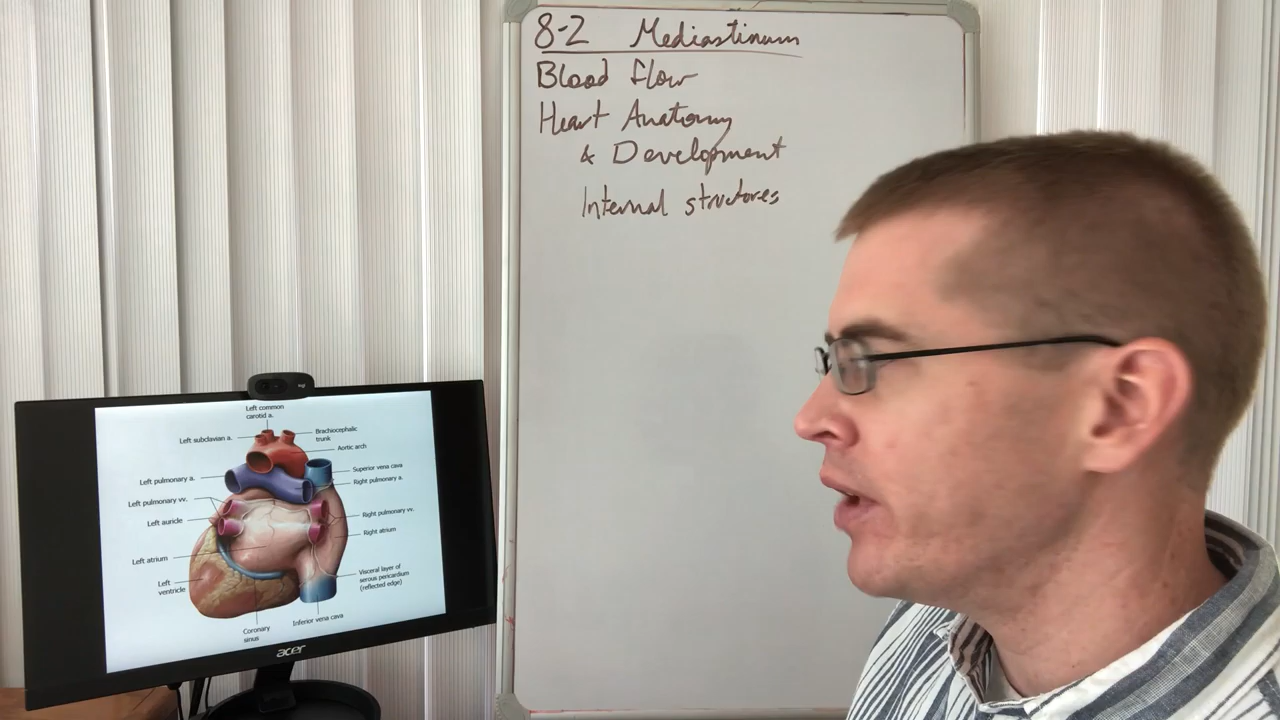 8-2 Mediastinum
Blood flow
Heart Anatomy
& Development
Internal structures
Left common
carotid a.
Left subclavian a.
Brachiocephalic
trunk
Aortic arch
Superior vena cava
Left pulmonary a.
Right pulmonary a.
Left pulmonary vv.
Left auricle
Right pulmonary vv.
Right atrium
Left atrium
Left
ventricle
Visceral layer of
serous pericardium
(reflected edge)
Coronary
sinus
Inferior vena cava
acer